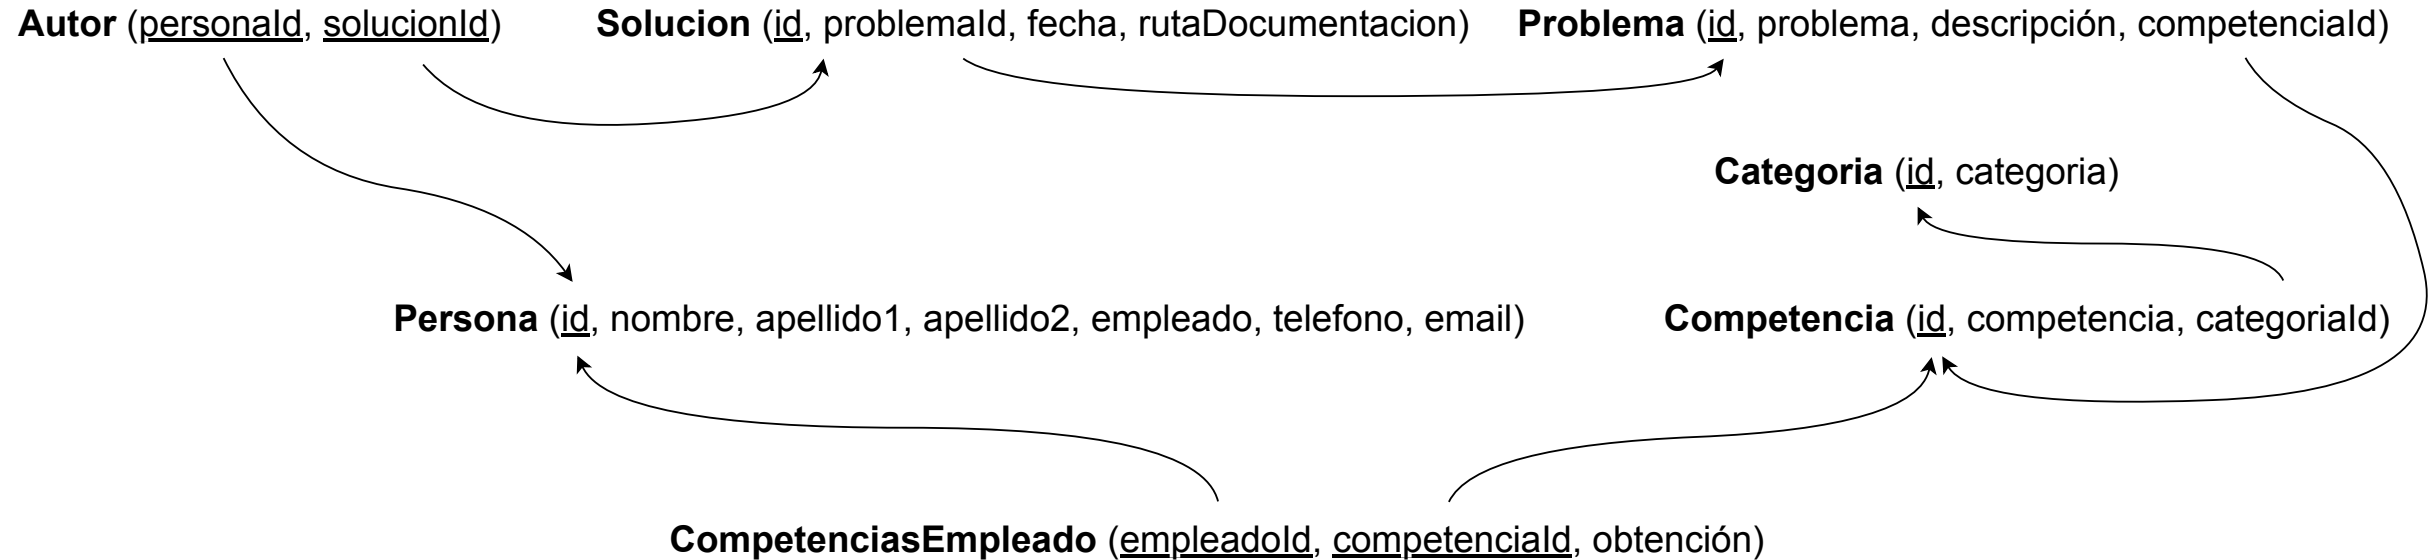 Autor (personaId, solucionId)
Solucion (id, problemaId, fecha, rutaDocumentacion)
Problema (id, problema, descripción, competenciaId)
Categoria (id, categoria)
Persona (id, nombre, apellido1, apellido2, empleado, telefono, email)
Competencia (id, competencia, categoriaId)
CompetenciasEmpleado (empleadoId, competenciaId, obtención)